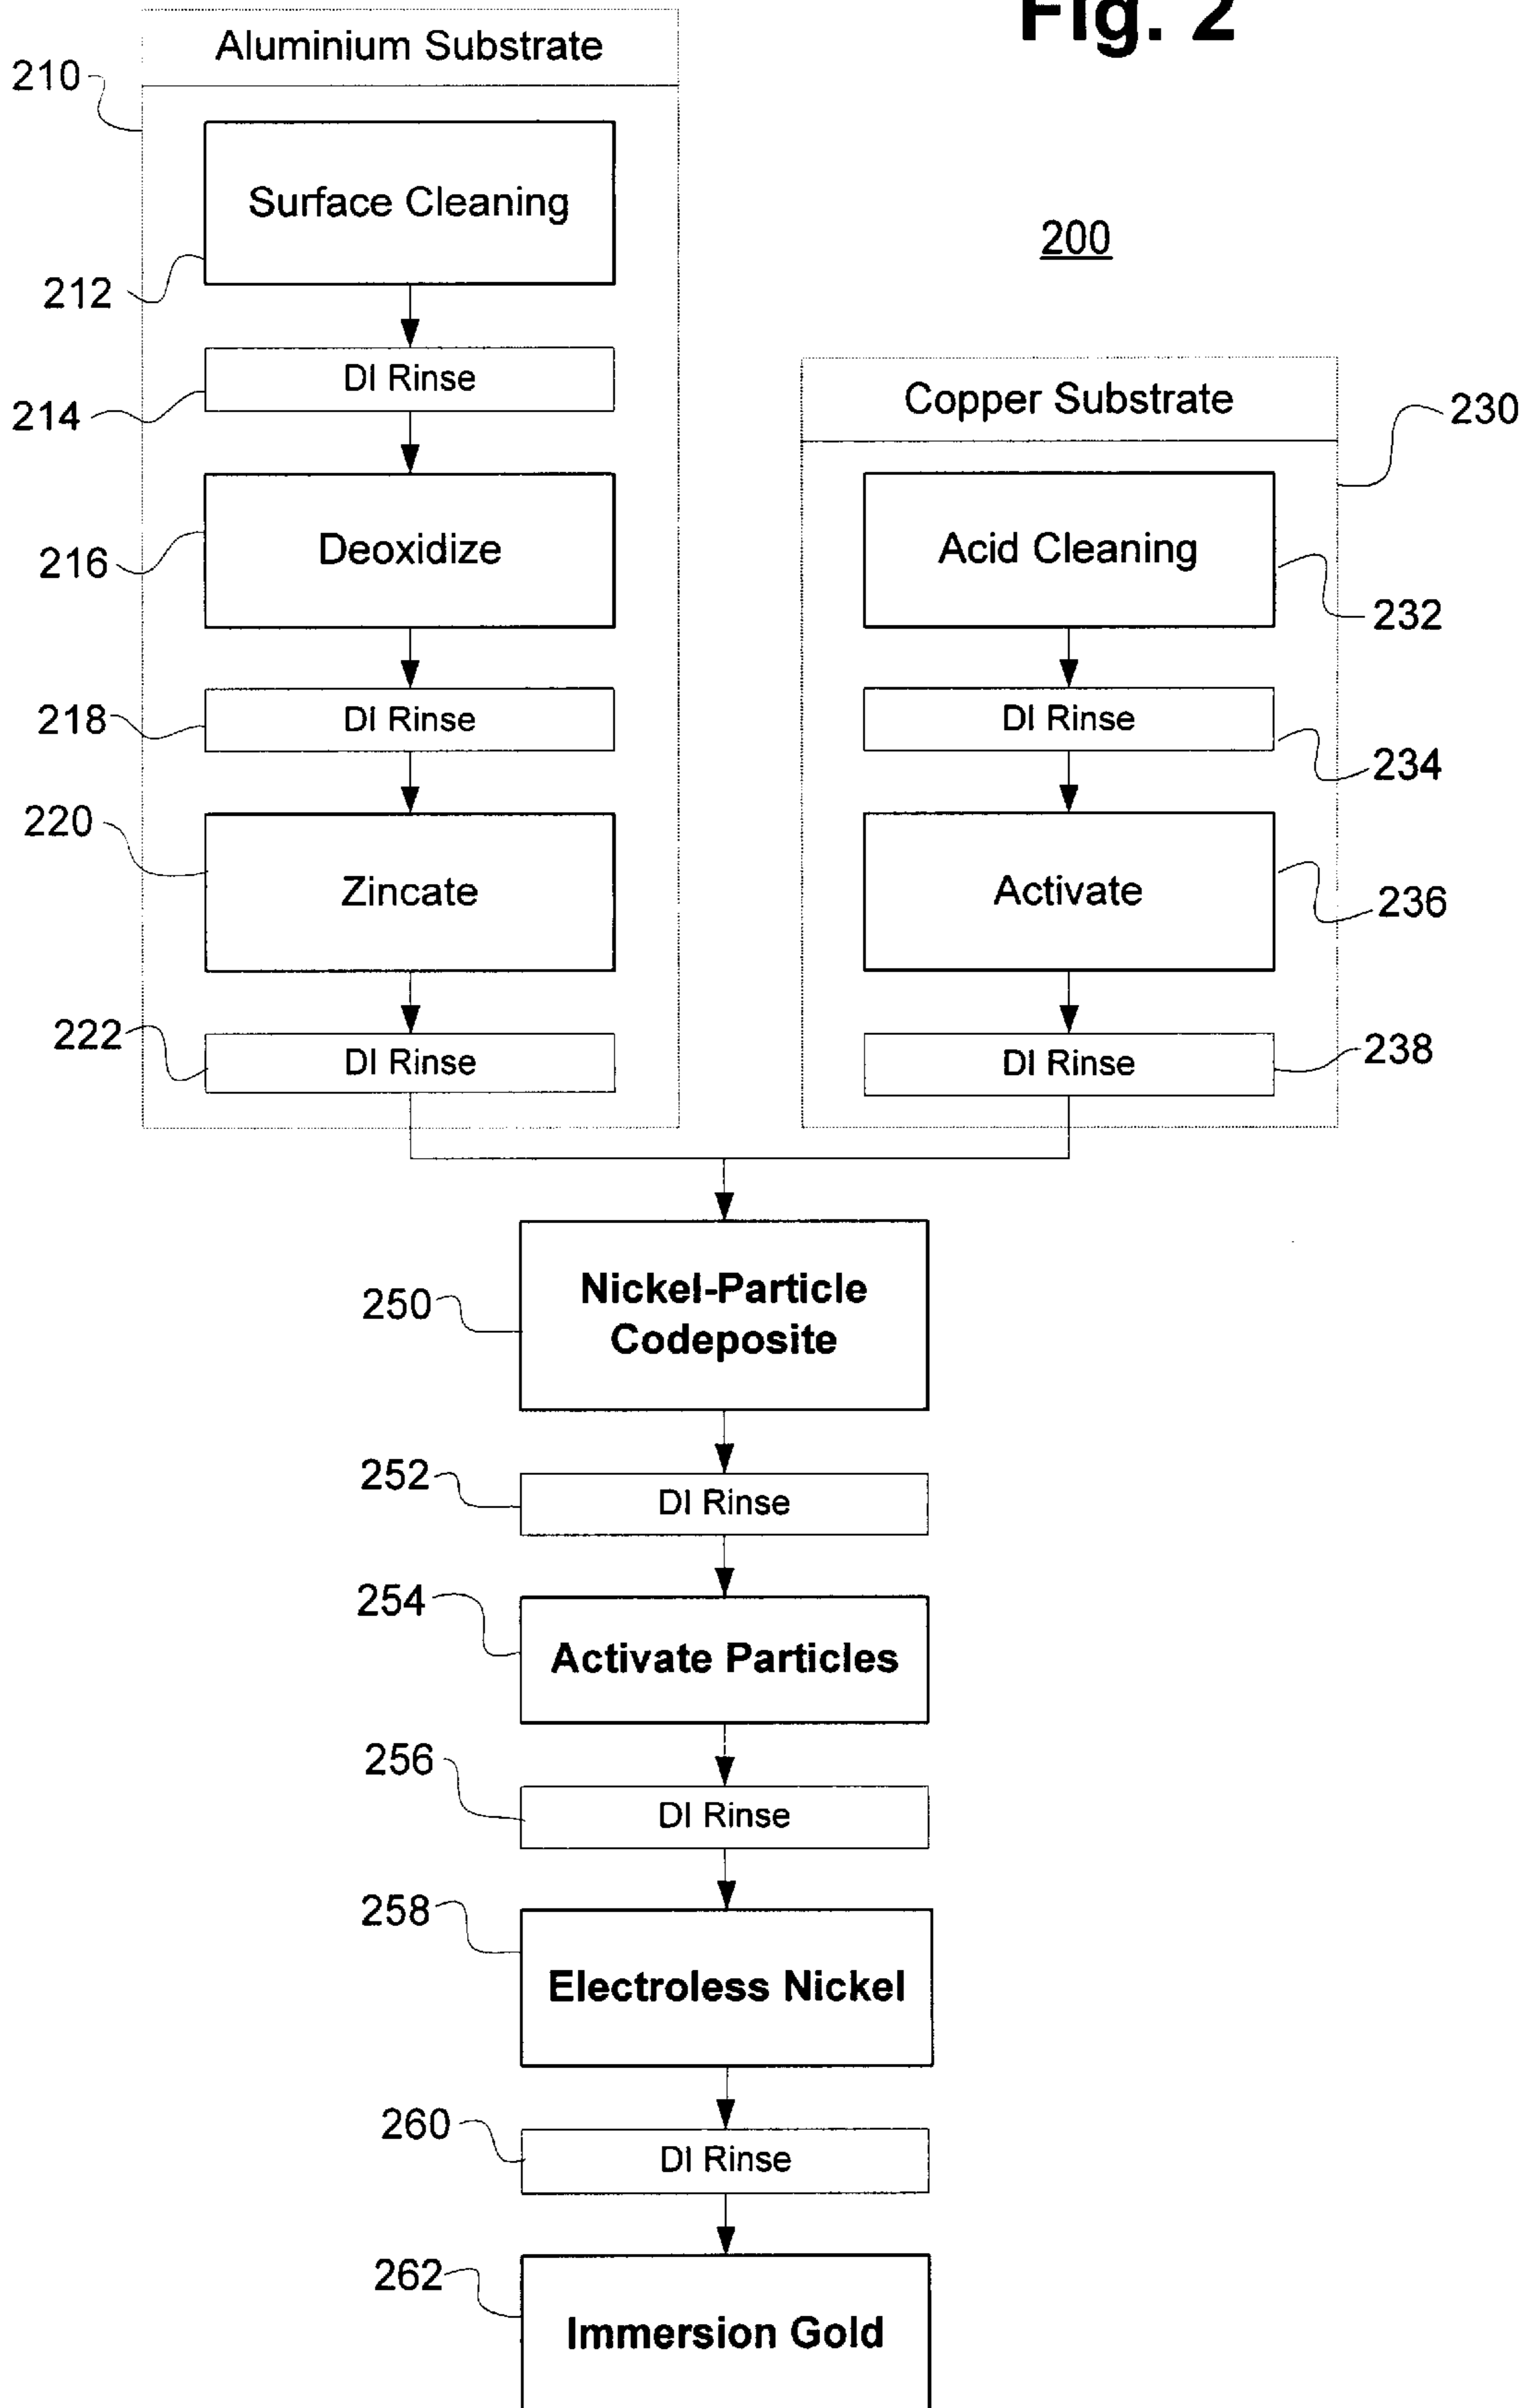 Fig. 2
Aluminium Substrate
210
Surface Cleaning
212
200
DI Rinse
214
Copper Substrate
230
Deoxidize
216
Acid Cleaning
232
DI Rinse
218
DI Rinse
234
220
Zincate
Activate
236
222
DI Rinse
DI Rinse
238
250
Nickel-Particle
Codeposite
252
DI Rinse
254
Activate Particles
256
DI Rinse
258
Electroless Nickel
260
DI Rinse
262
Immersion Gold